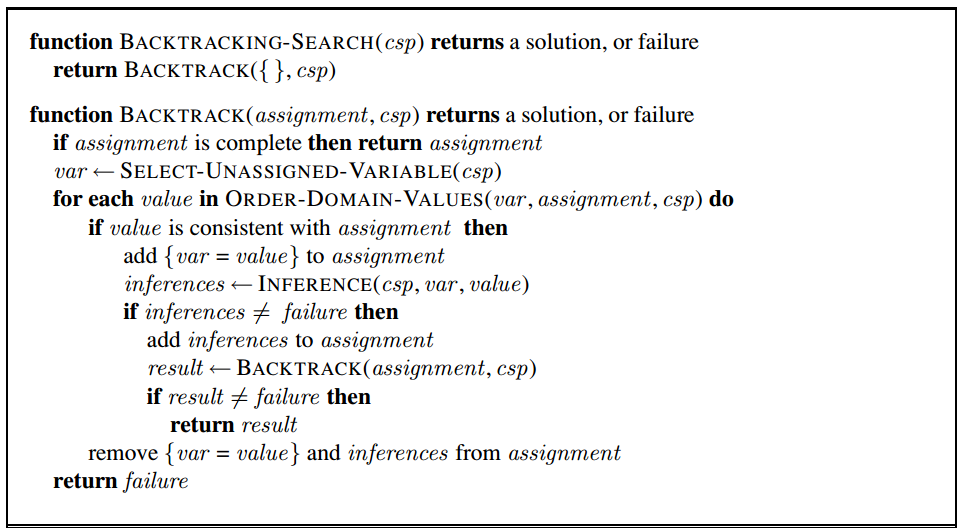 function BACKTRACKING-SEARCH(csp) returns a solution, or failure
return BACKTRACK({ }, csp)
function BACKTRACK(assignment, csp) returns a solution, or failure
if assignment is complete then return assignment
var ← SELECT-UNASSIGNED-VARIABLE(csp)
for each value in ORDER-DOMAIN-VALUES(var, assignment, csp) do
if value is consistent with assignment then
add {var = value} to assignment
inferences ← INFERENCE(csp, var, value)
if inferences ≠ failure then
add inferences to assignment
result ← BACKTRACK(assignment, csp)
if result ≠ failure then
return result
remove {var = value} and inferences from assignment
return failure